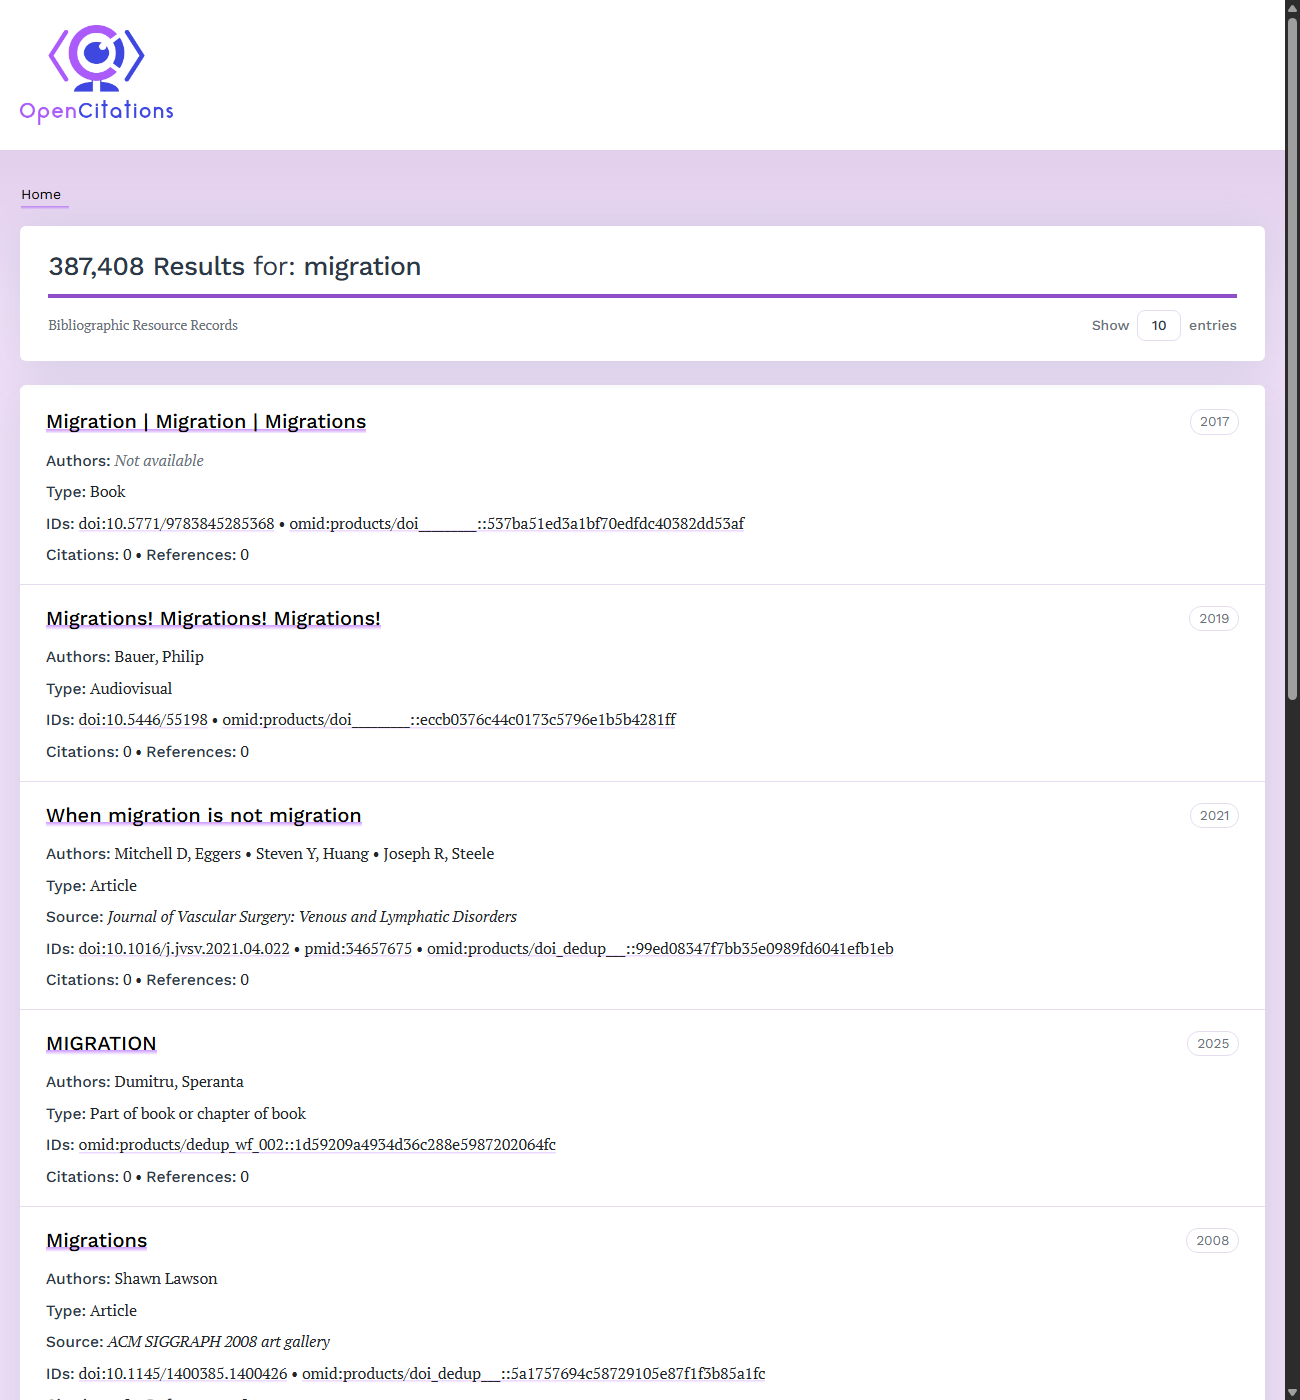 OpenCitations
Home
387,408 Results for: migration
Bibliographic Resource Records
Show 10 entries
Migration | Migration | Migrations
2017
Authors: Not available
Type: Book
IDs: doi:10.5771/9783845285368 • omid:products/doi_________::537ba51ed3a1bf70edfdc40382dd53af
Citations: 0 • References: 0
Migrations! Migrations! Migrations!
2019
Authors: Bauer, Philip
Type: Audiovisual
IDs: doi:10.5446/55198 • omid:products/doi_________::eccb0376c44c0173c5796e1b5b4281ff
Citations: 0 • References: 0
When migration is not migration
2021
Authors: Mitchell D, Eggers • Steven Y, Huang • Joseph R, Steele
Type: Article
Source: Journal of Vascular Surgery: Venous and Lymphatic Disorders
IDs: doi:10.1016/j.jvsv.2021.04.022 • pmid:34657675 • omid:products/doi_dedup___::99ed08347f7bb35e0989fd6041efb1eb
Citations: 0 • References: 0
MIGRATION
2025
Authors: Dumitru, Speranta
Type: Part of book or chapter of book
IDs: omid:products/dedup_wf_002::1d59209a4934d36c288e5987202064fc
Citations: 0 • References: 0
Migrations
2008
Authors: Shawn Lawson
Type: Article
Source: ACM SIGGRAPH 2008 art gallery
IDs: doi:10.1145/1400385.1400426 • omid:products/doi_dedup___::5a1757694c58729105e87f1f3b85a1fc